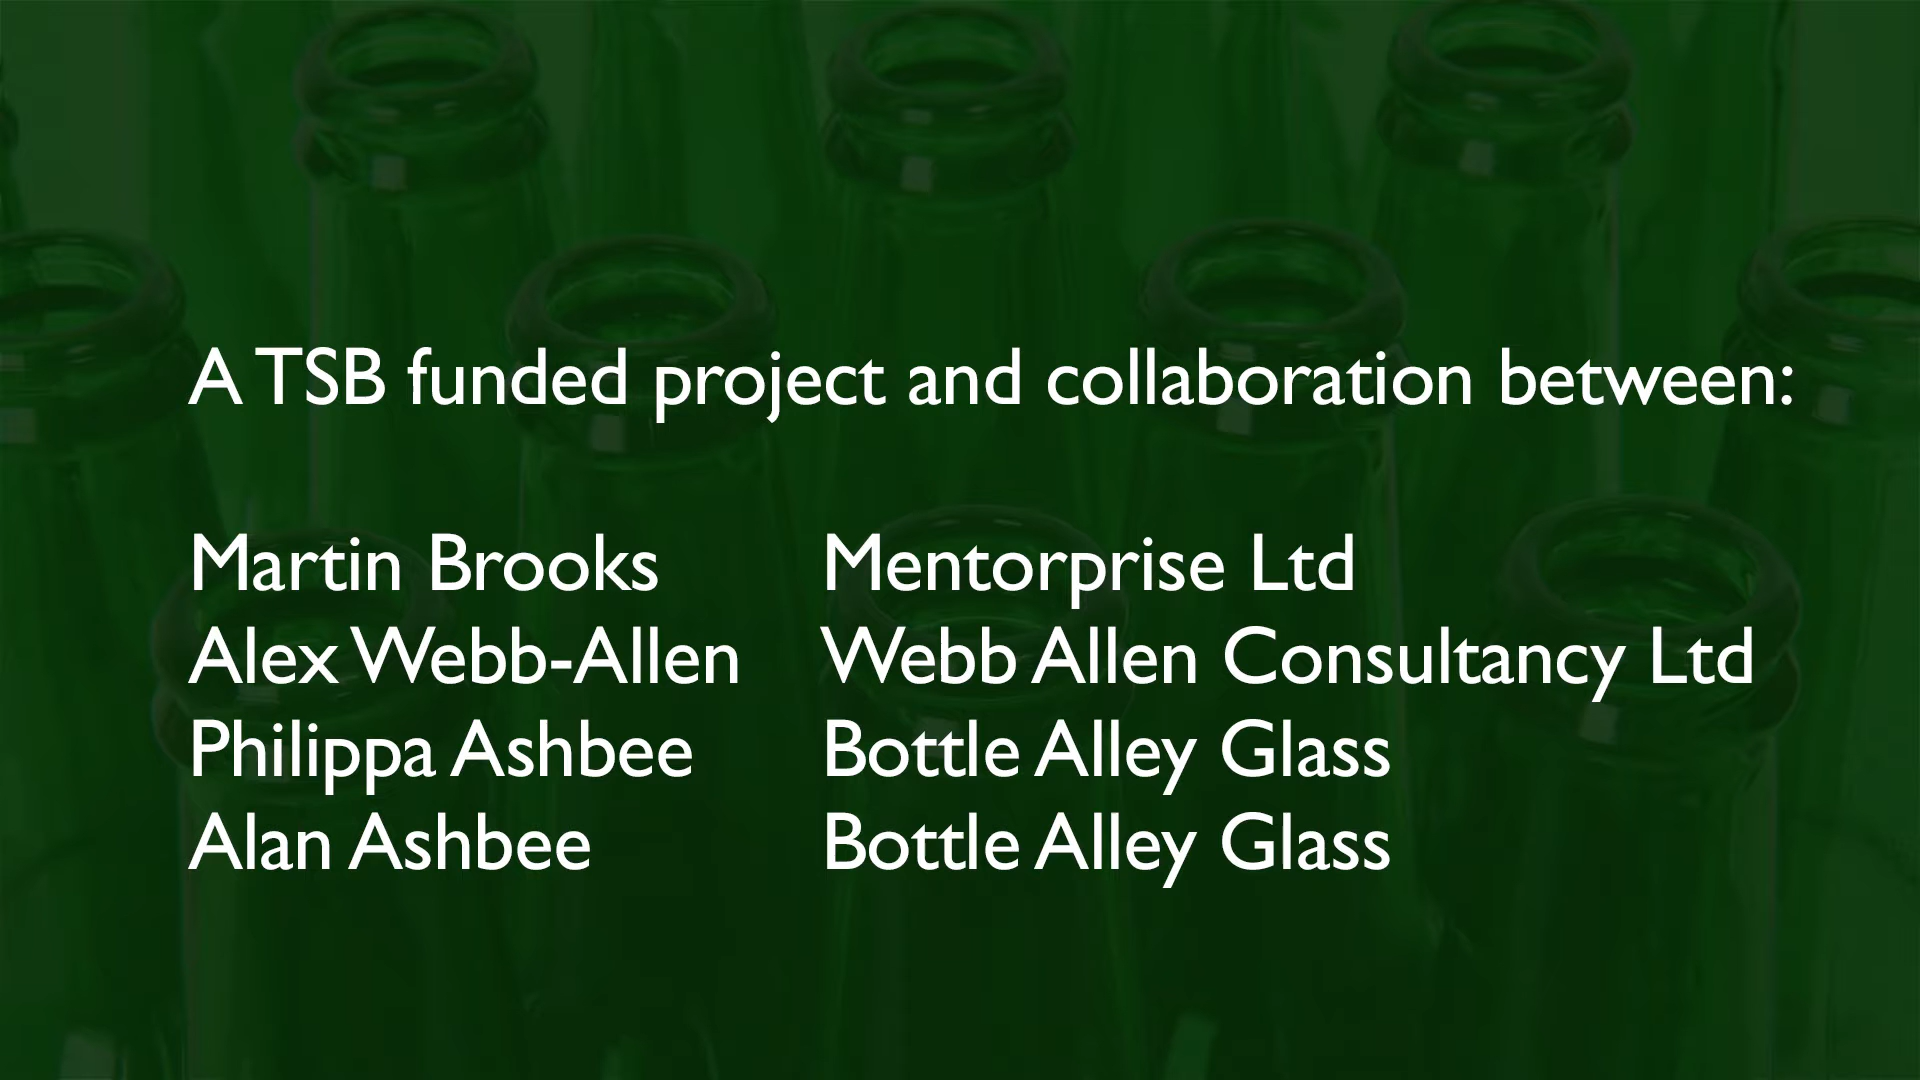 A TSB funded project and collaboration between:
Martin Brooks Mentorprise Ltd
Alex Webb-Allen Webb Allen Consultancy Ltd
Philippa Ashbee Bottle Alley Glass
Alan Ashbee Bottle Alley Glass